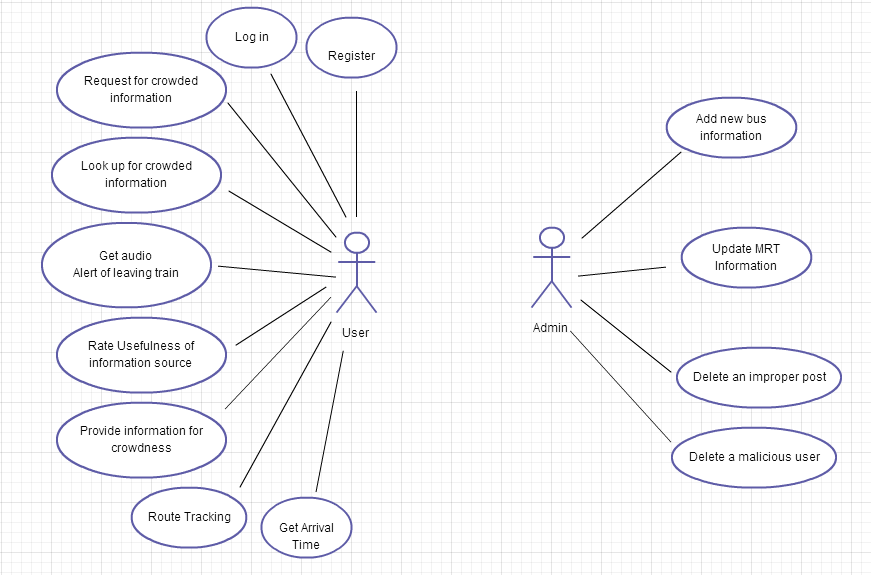 Log in
Register
Request for crowded
information
Look up for crowded
information
Get audio
Alert of leaving train
Rate Usefulness of
information source
Provide information for
crowdness
Route Tracking
Get Arrival
Time
User
Add new bus
information
Update MRT
Information
Delete an improper post
Delete a malicious user
Admin